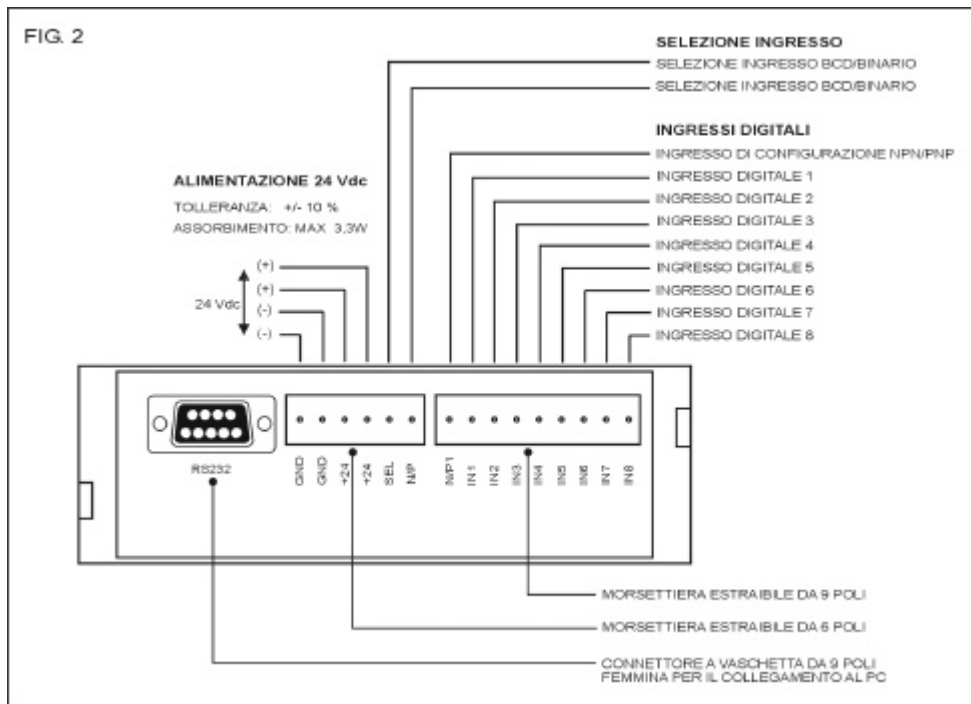 FIG. 2
SELEZIONE INGRESSO
SELEZIONE INGRESSO BCD/BINARIO
SELEZIONE INGRESSO BCD/BINARIO
INGRESSI DIGITALI
INGRESSO DI CONFIGURAZIONE NPN/PNP
INGRESSO DIGITALE 1
INGRESSO DIGITALE 2
INGRESSO DIGITALE 3
INGRESSO DIGITALE 4
INGRESSO DIGITALE 5
INGRESSO DIGITALE 6
INGRESSO DIGITALE 7
INGRESSO DIGITALE 8
ALIMENTAZIONE 24 Vdc
TOLLERANZA: +/- 10 %
ASSORBIMENTO: MAX 3,3W
(+)
(+)
24 Vdc
(-)
(-)
RS232
GND
GND
+24
+24
SEL
N/P
N/P1
IN1
IN2
IN3
IN4
IN5
IN6
IN7
IN8
MORSETTIERA ESTRAIBILE DA 9 POLI
MORSETTIERA ESTRAIBILE DA 6 POLI
CONNETTORE A VASCHETTA DA 9 POLI
FEMMINA PER IL COLLEGAMENTO AL PC